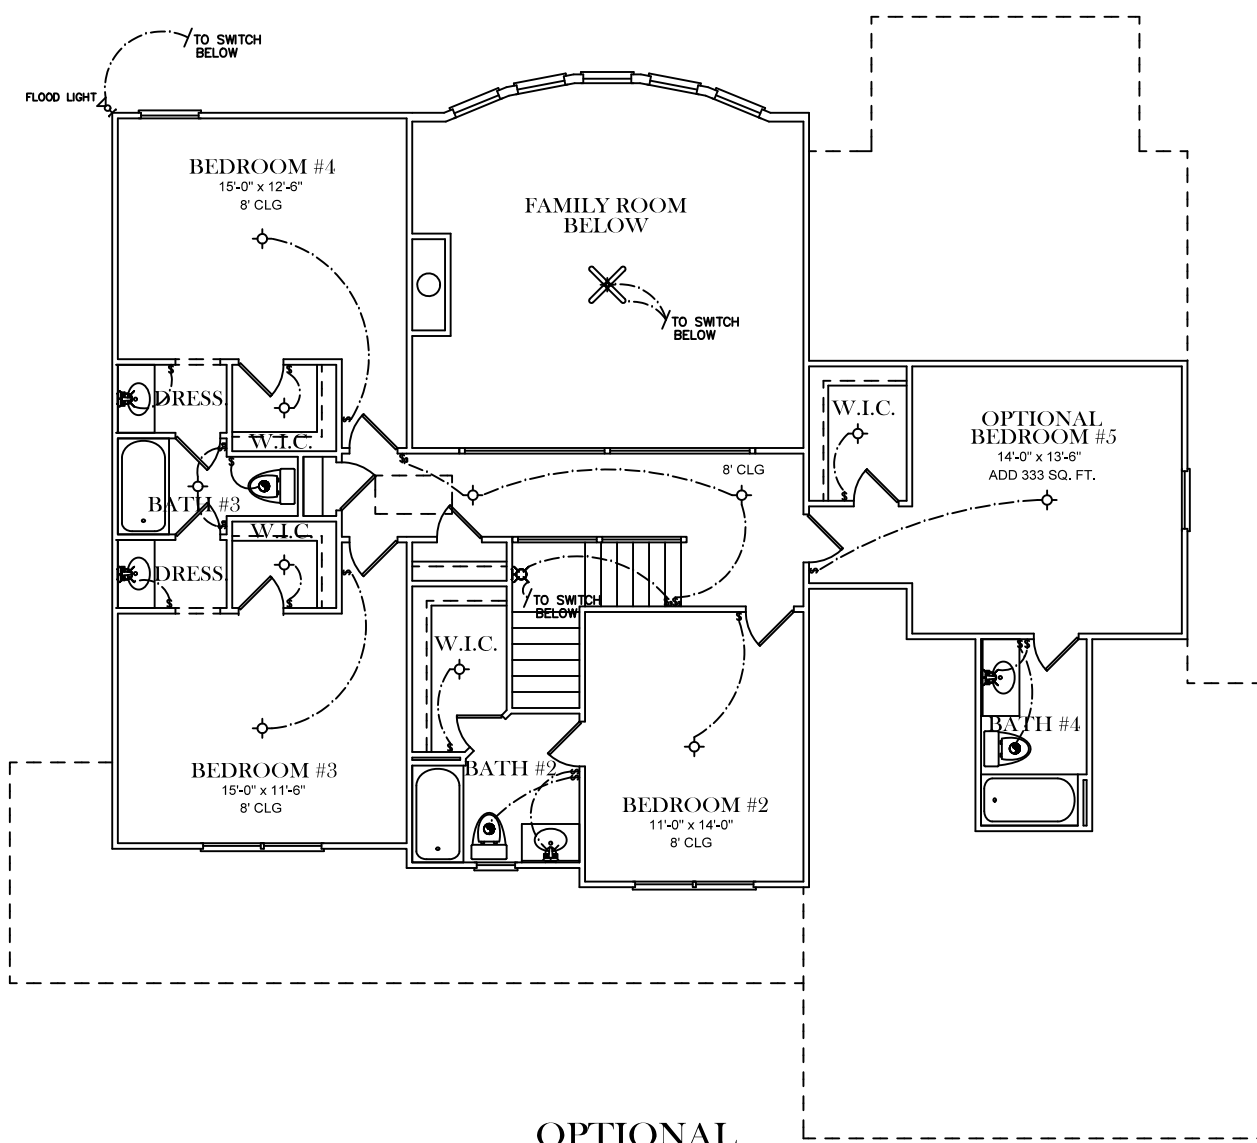 TO SWITCH
BELOW
FLOOD LIGHT
BEDROOM #4
15'-0" x 12'-6"
8' CLG
FAMILY ROOM
BELOW
TO SWITCH
BELOW
DRESS.
W.I.C.
W.I.C.
OPTIONAL
BEDROOM #5
14'-0" x 13'-6"
ADD 333 SQ. FT.
8' CLG
BATH #3
W.I.C.
DRESS.
TO SWITCH
BELOW
W.I.C.
BATH #4
BEDROOM #3
15'-0" x 11'-6"
8' CLG
BATH #2
BEDROOM #2
11'-0" x 14'-0"
8' CLG
OPTIONAL